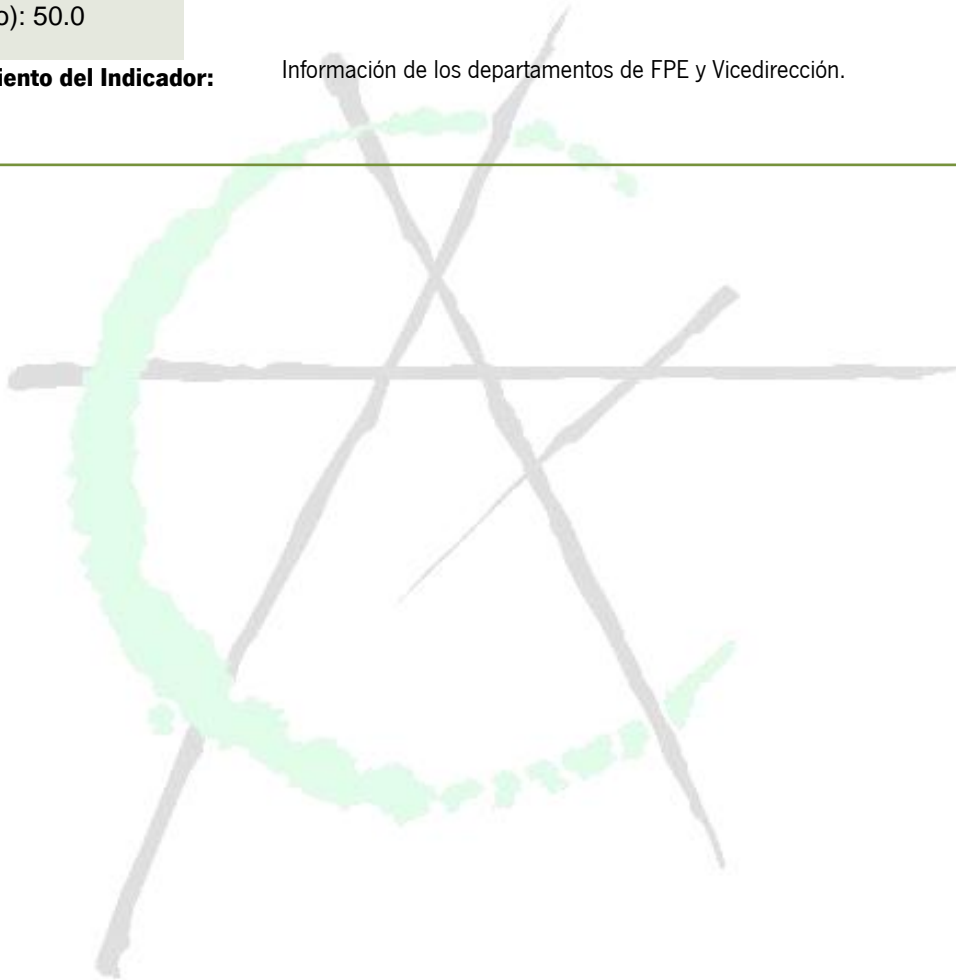 o): 50.0
iento del Indicador: Información de los departamentos de FPE y Vicedirección.